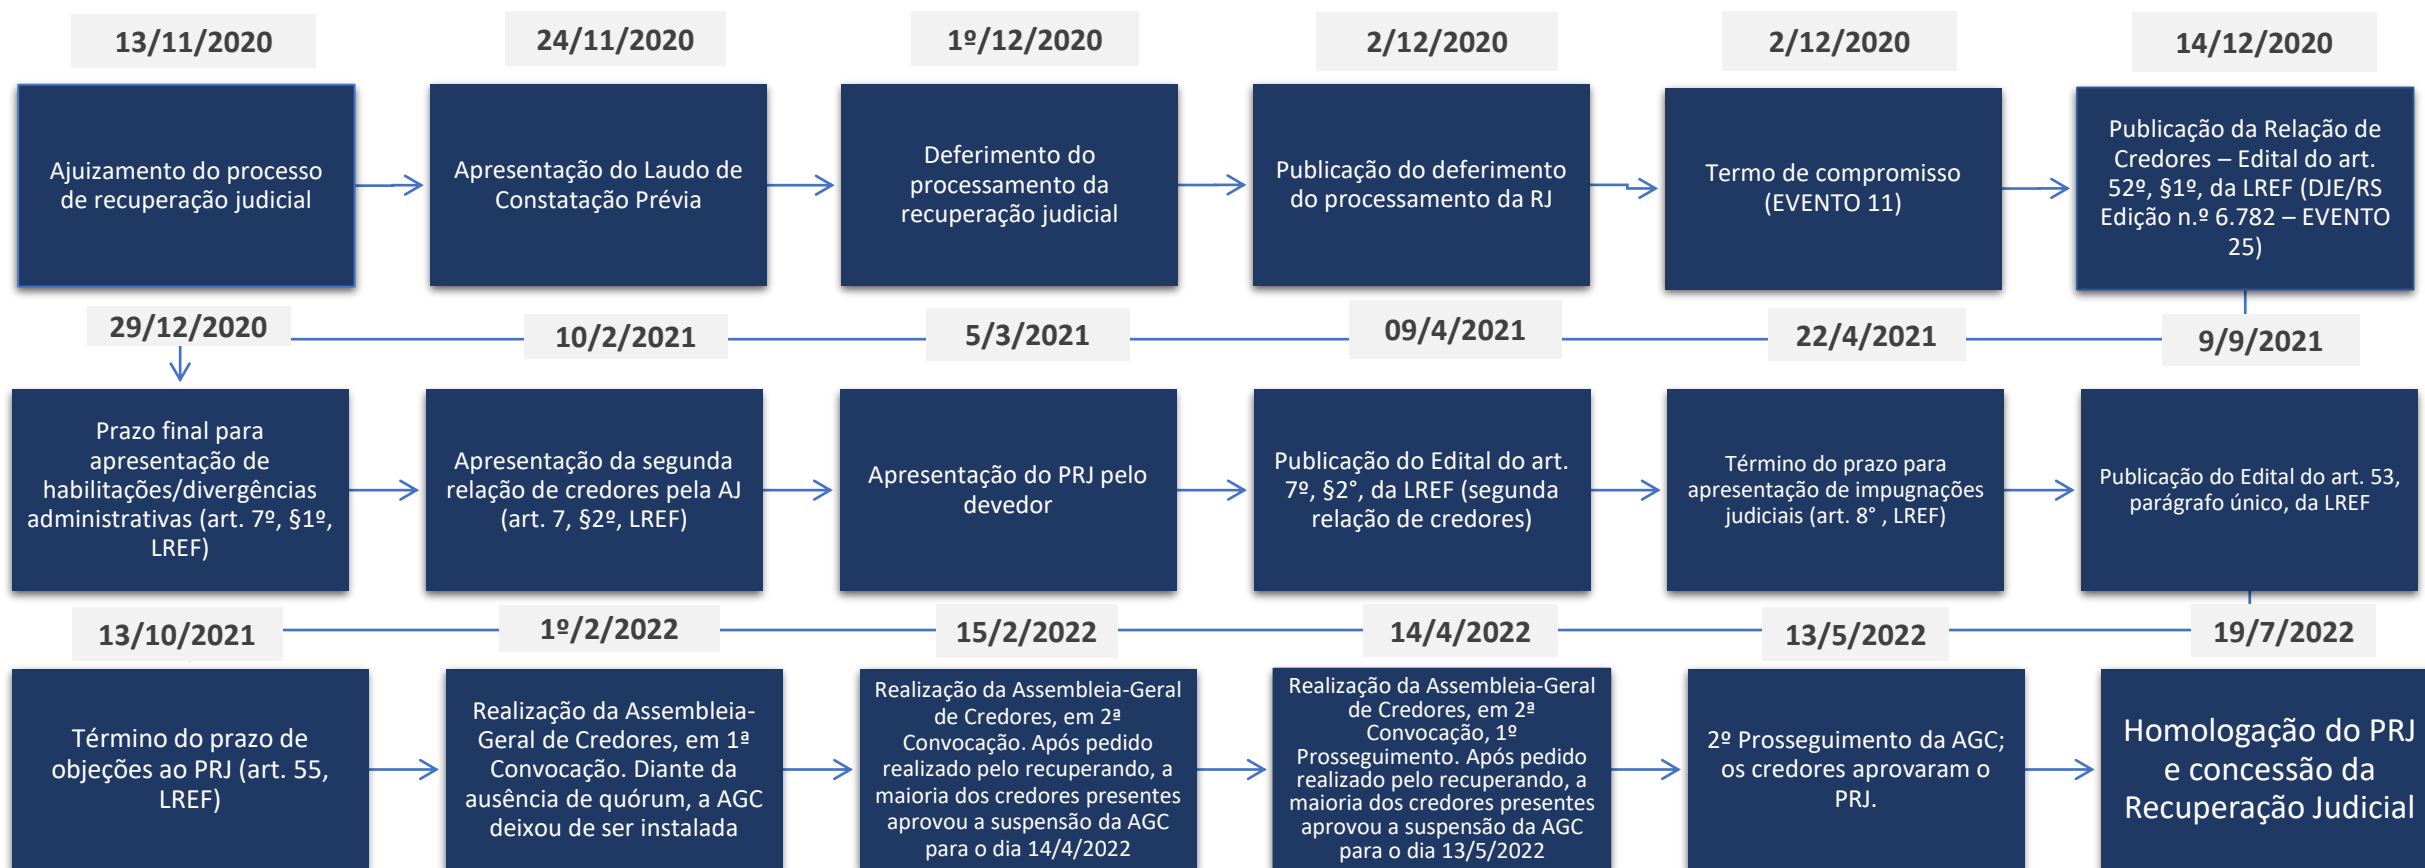 13/11/2020
24/11/2020
1º/12/2020
2/12/2020
2/12/2020
14/12/2020
Ajuizamento do processo
de recuperação judicial
Apresentação do Laudo de
Constatação Prévia
Deferimento do
processamento da
recuperação judicial
Publicação do deferimento
do processamento da RJ
Termo de compromisso
(EVENTO 11)
Publicação da Relação de
Credores – Edital do art.
52º, §1º, da LREF (DJE/RS
Edição n.º 6.782 – EVENTO
25)
29/12/2020
10/2/2021
5/3/2021
09/4/2021
22/4/2021
9/9/2021
Prazo final para
apresentação de
habilitações/divergências
administrativas (art. 7º, §1º,
LREF)
Apresentação da segunda
relação de credores pela AJ
(art. 7, §2º, LREF)
Apresentação do PRJ pelo
devedor
Publicação do Edital do art.
7º, §2°, da LREF (segunda
relação de credores)
Término do prazo para
apresentação de impugnações
judiciais (art. 8° , LREF)
Publicação do Edital do art. 53,
parágrafo único, da LREF
13/10/2021
1º/2/2022
15/2/2022
14/4/2022
13/5/2022
19/7/2022
Término do prazo de
objeções ao PRJ (art. 55,
LREF)
Realização da Assembleia-
Geral de Credores, em 1ª
Convocação. Diante da
ausência de quórum, a AGC
deixou de ser instalada
Realização da Assembleia-Geral
de Credores, em 2ª
Convocação. Após pedido
realizado pelo recuperando, a
maioria dos credores presentes
aprovou a suspensão da AGC
para o dia 14/4/2022
Realização da Assembleia-Geral
de Credores, em 2ª
Convocação, 1º
Prosseguimento. Após pedido
realizado pelo recuperando, a
maioria dos credores presentes
aprovou a suspensão da AGC
para o dia 13/5/2022
2º Prosseguimento da AGC;
os credores aprovaram o
PRJ.
Homologação do PRJ
e concessão da
Recuperação Judicial